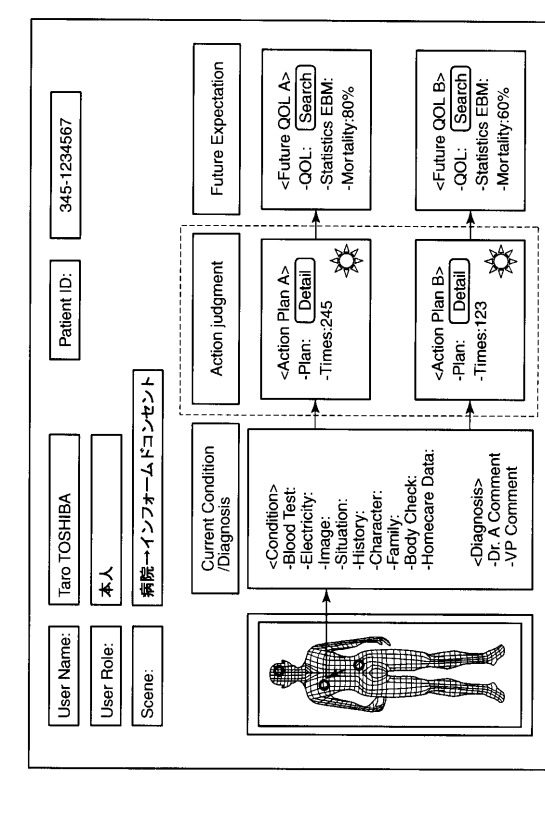 User Name:
Taro TOSHIBA
Patient ID:
345-1234567
User Role:
本人
Scene:
病院→インフォームドコンセント
Current Condition
/Diagnosis
Action judgment
Future Expectation
<Condition>
-Blood Test:
-Electricity:
-Image:
-Situation:
-History:
-Character:
-Family:
-Body Check:
-Homecare Data:
<Diagnosis>
-Dr. A Comment
-VP Comment
<Action Plan A>
-Plan: Detail
-Times:245
<Future QOL A>
-QOL: Search
-Statistics EBM:
-Mortality:80%
<Action Plan B>
-Plan: Detail
-Times:123
<Future QOL B>
-QOL: Search
-Statistics EBM:
-Mortality:60%